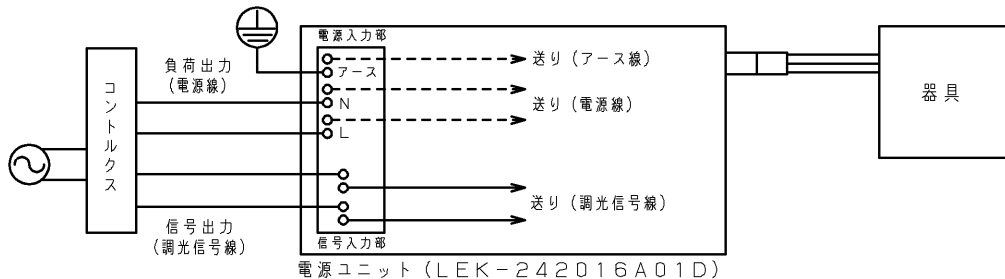 電源入力部
アース
N
L
信号入力部
負荷出力
(電源線)
信号出力
(調光信号線)
コントルクス
送り(アース線)
送り(電源線)
送り(調光信号線)
器具
電源ユニット(LEK-242016A01D)